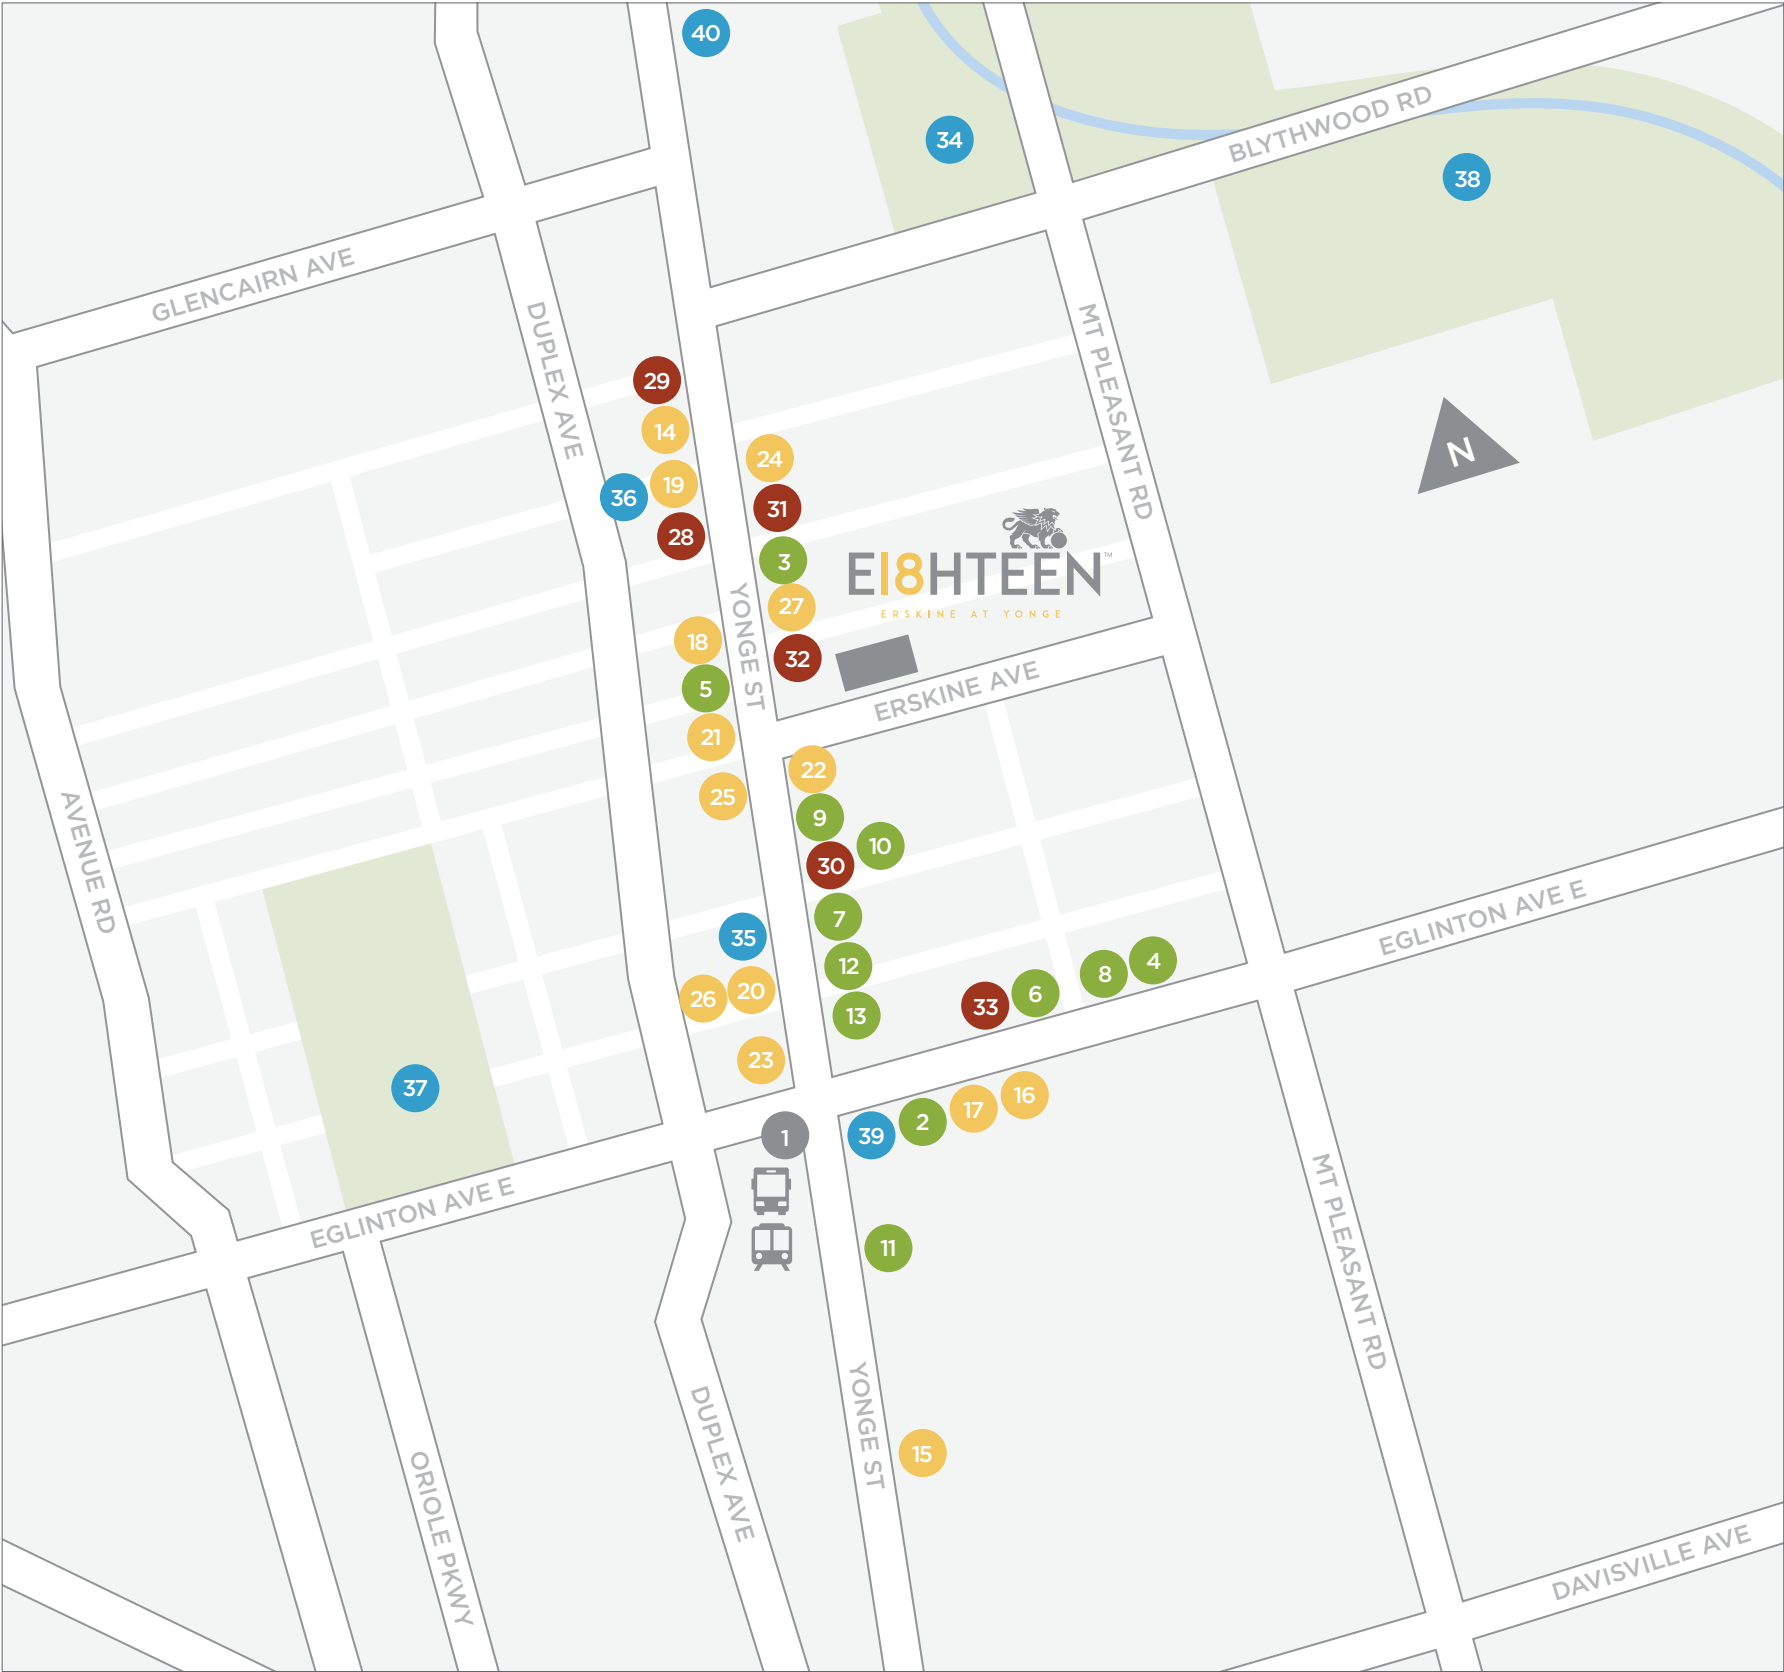 40
34
BLYTHWOOD RD
38
GLENCAIRN AVE
DUPLEX AVE
MT PLEASANT RD
29
14
24
N
19
36
31
28
3
EI8HTEEN™
ERSKINE AT YONGE
27
YONGE ST
18
32
5
ERSKINE AVE
21
22
25
9
10
30
AVENUE RD
7
35
EGLINTON AVE E
12
4
8
26
20
6
33
13
23
37
16
17
2
39
1
EGLINTON AVE E
11
MT PLEASANT RD
YONGE ST
DUPLEX AVE
15
ORIOLE PKWY
DAVISVILLE AVE